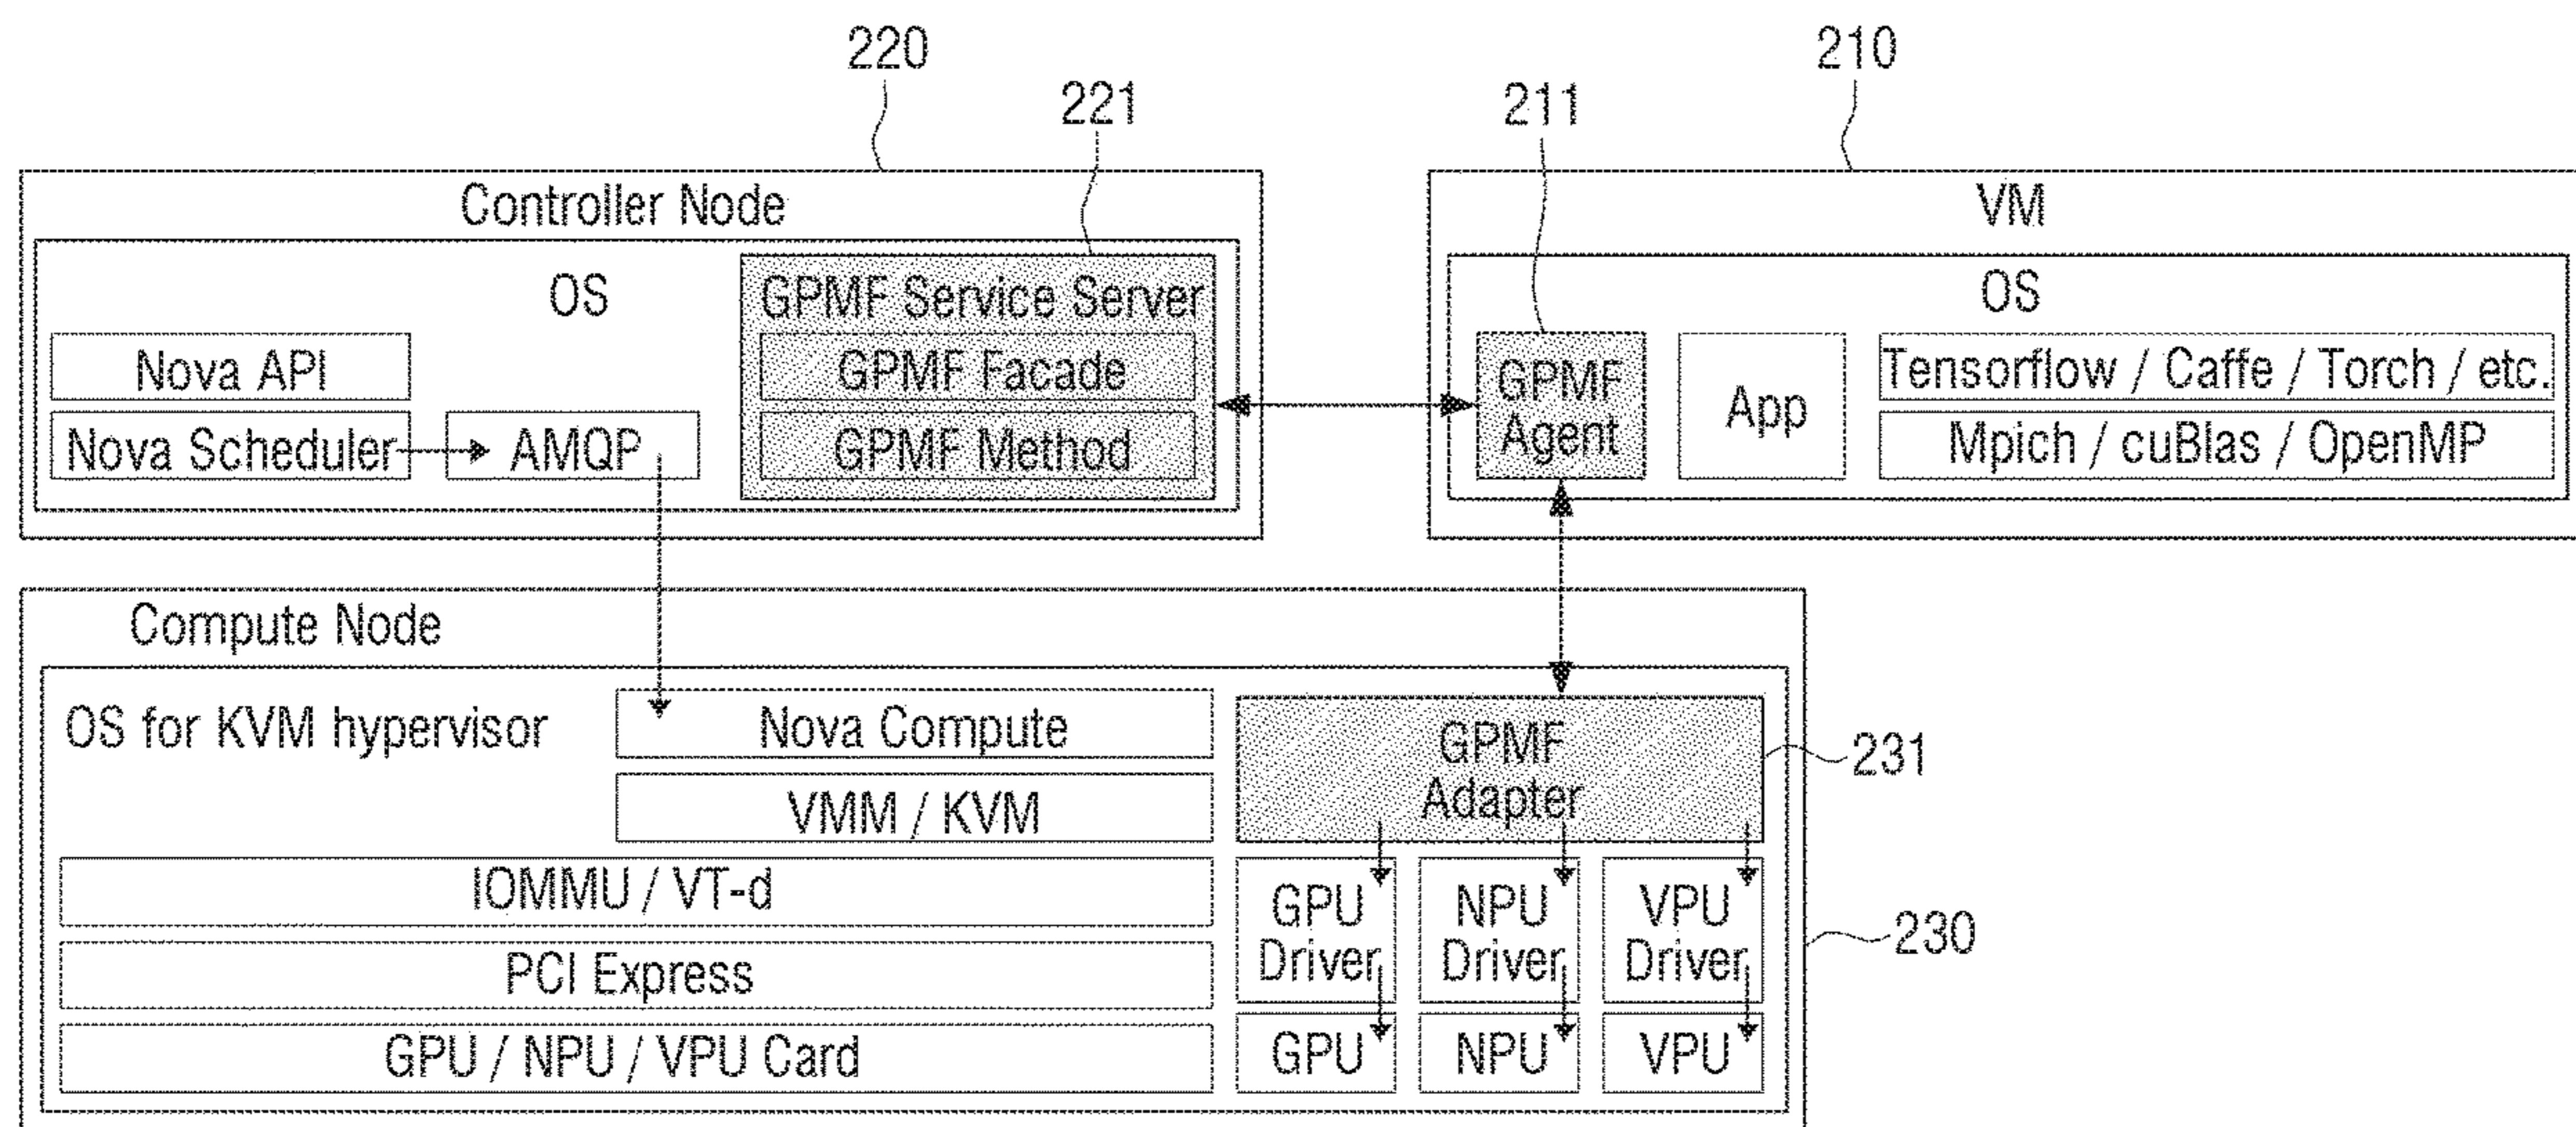 220
210
221
211
Controller Node
OS
GPMF Service Server
Nova API
GPMF Facade
Nova Scheduler
AMQP
GPMF Method
VM
OS
GPMF
Agent
App
Tensorflow / Caffe / Torch / etc.
Mpich / cuBlas / OpenMP
Compute Node
OS for KVM hypervisor
Nova Compute
VMM / KVM
GPMF
Adapter
231
IOMMU / VT-d
PCI Express
GPU / NPU / VPU Card
GPU
Driver
NPU
Driver
VPU
Driver
230
GPU
NPU
VPU